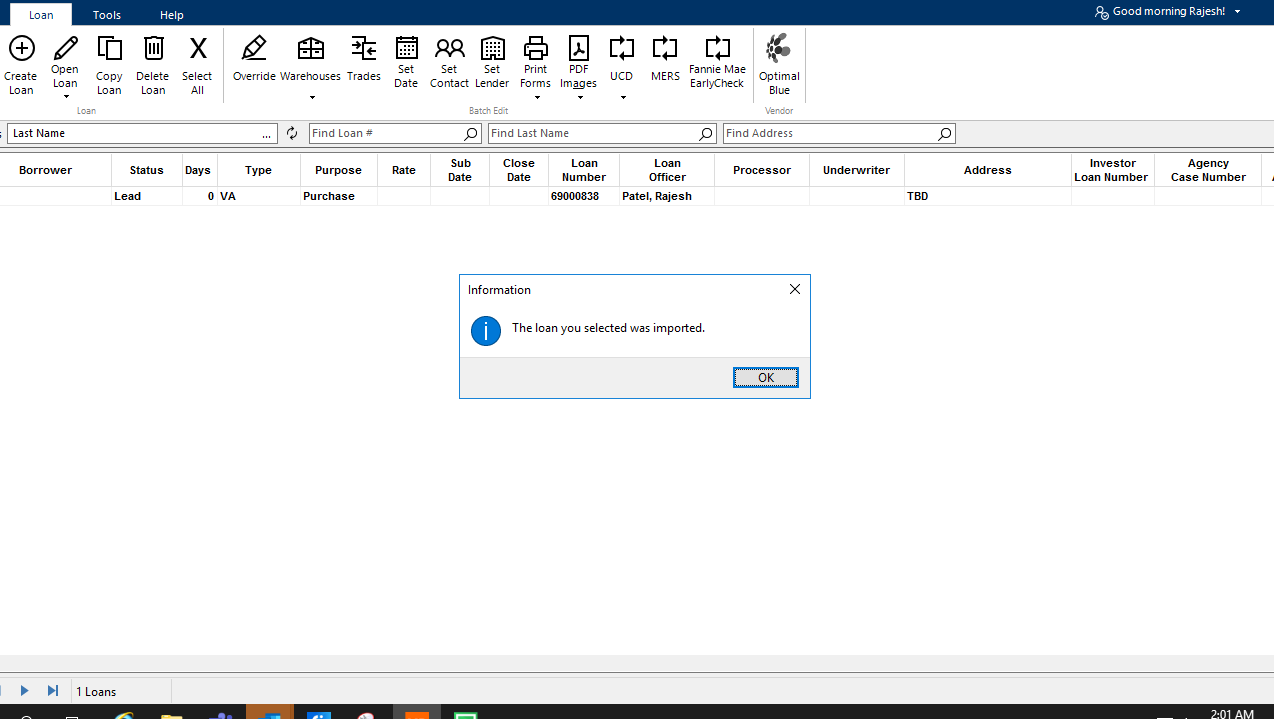 Loan Tools Help Good morning Rajesh!
Create Loan
Open Loan
Copy Loan
Delete Loan
Select All
Override
Warehouses
Trades
Set Date
Set Contact
Set Lender
Print Forms
PDF Images
UCD
MERS
Fannie Mae EarlyCheck
Optimal Blue
Loan Batch Edit Vendor
Last Name ... Find Loan # Find Last Name Find Address
Borrower Status Days Type Purpose Rate Sub Date Close Date Loan Number Loan Officer Processor Underwriter Address Investor Loan Number Agency Case Number
Lead 0 VA Purchase 69000838 Patel, Rajesh TBD
Information
The loan you selected was imported.
OK
1 Loans
2:01 AM